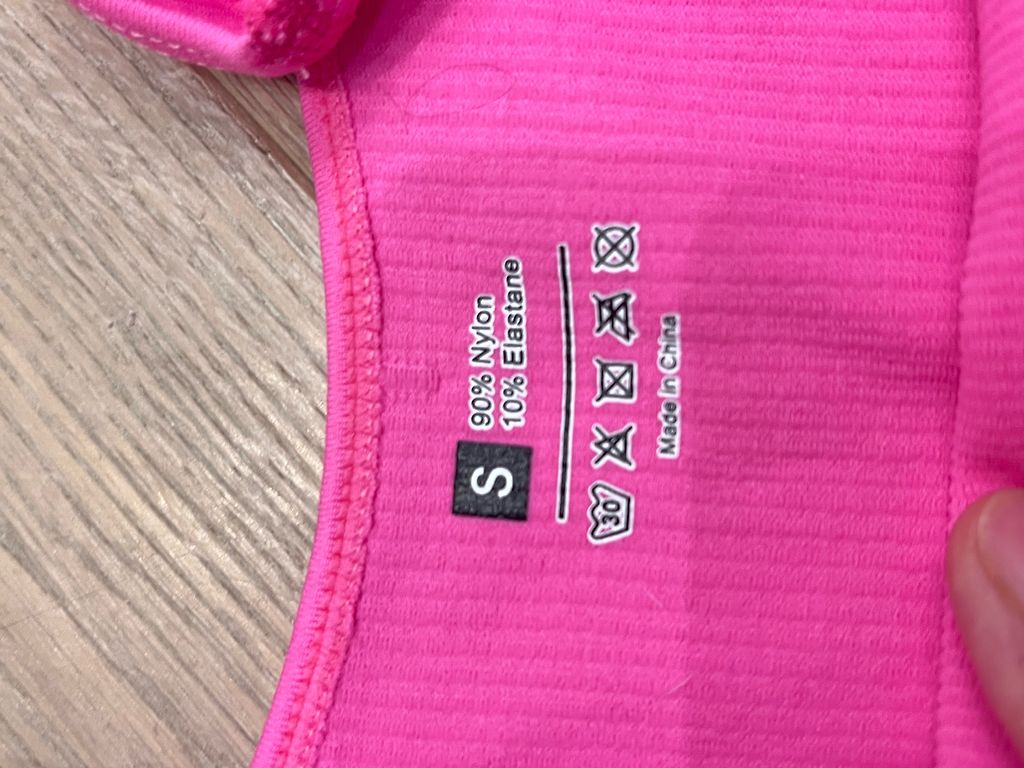 S
90% Nylon
10% Elastane
30
Made in China